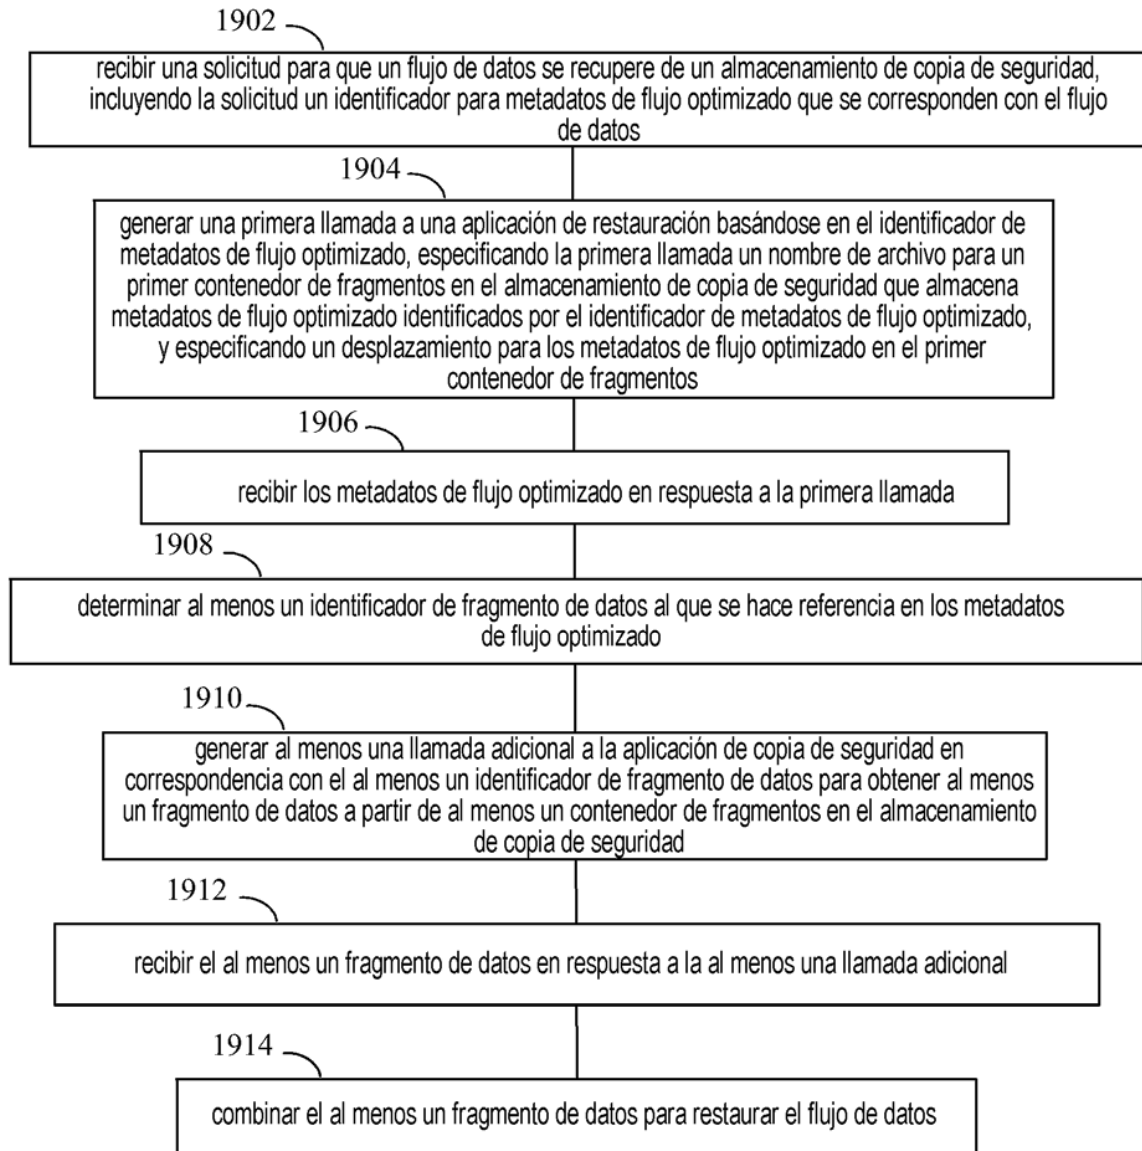 1902
recibir una solicitud para que un flujo de datos se recupere de un almacenamiento de copia de seguridad,
incluyendo la solicitud un identificador para metadatos de flujo optimizado que se corresponden con el flujo
de datos
1904
generar una primera llamada a una aplicación de restauración basándose en el identificador de
metadatos de flujo optimizado, especificando la primera llamada un nombre de archivo para un
primer contenedor de fragmentos en el almacenamiento de copia de seguridad que almacena
metadatos de flujo optimizado identificados por el identificador de metadatos de flujo optimizado,
y especificando un desplazamiento para los metadatos de flujo optimizado en el primer
contenedor de fragmentos
1906
recibir los metadatos de flujo optimizado en respuesta a la primera llamada
1908
determinar al menos un identificador de fragmento de datos al que se hace referencia en los metadatos
de flujo optimizado
1910
generar al menos una llamada adicional a la aplicación de copia de seguridad en
correspondencia con el al menos un identificador de fragmento de datos para obtener al menos
un fragmento de datos a partir de al menos un contenedor de fragmentos en el almacenamiento
de copia de seguridad
1912
recibir el al menos un fragmento de datos en respuesta a la al menos una llamada adicional
1914
combinar el al menos un fragmento de datos para restaurar el flujo de datos